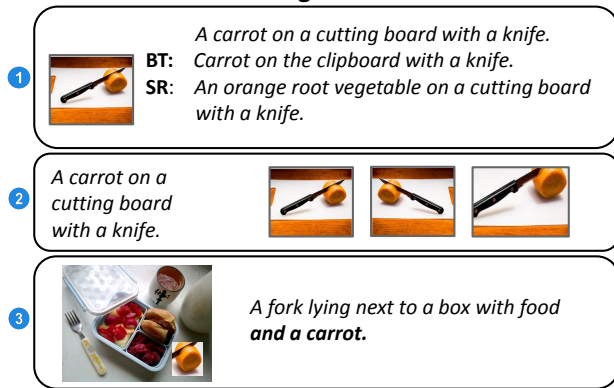 1
A carrot on a cutting board with a knife.
BT: Carrot on the clipboard with a knife.
SR: An orange root vegetable on a cutting board
with a knife.
2
A carrot on a
cutting board
with a knife.
3
A fork lying next to a box with food
and a carrot.